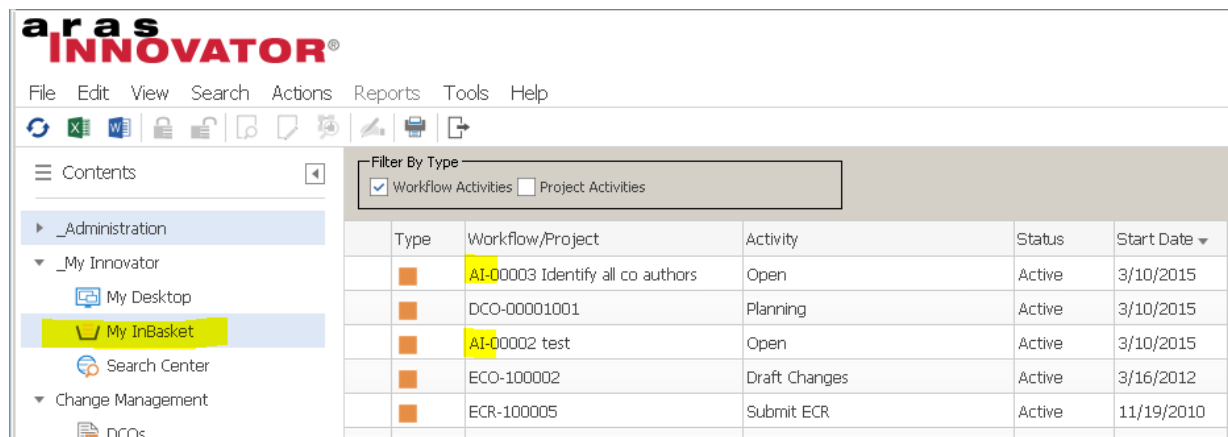 aras
INNOVATOR®
File Edit View Search Actions Reports Tools Help
Contents
Filter By Type
Workflow Activities Project Activities
_Administration
Type Workflow/Project Activity Status Start Date
_My Innovator
AI-00003 Identify all co authors Open Active 3/10/2015
My Desktop
DCO-00001001 Planning Active 3/10/2015
My InBasket
AI-00002 test Open Active 3/10/2015
Search Center
ECO-100002 Draft Changes Active 3/16/2012
Change Management
ECR-100005 Submit ECR Active 11/19/2010
DCOs